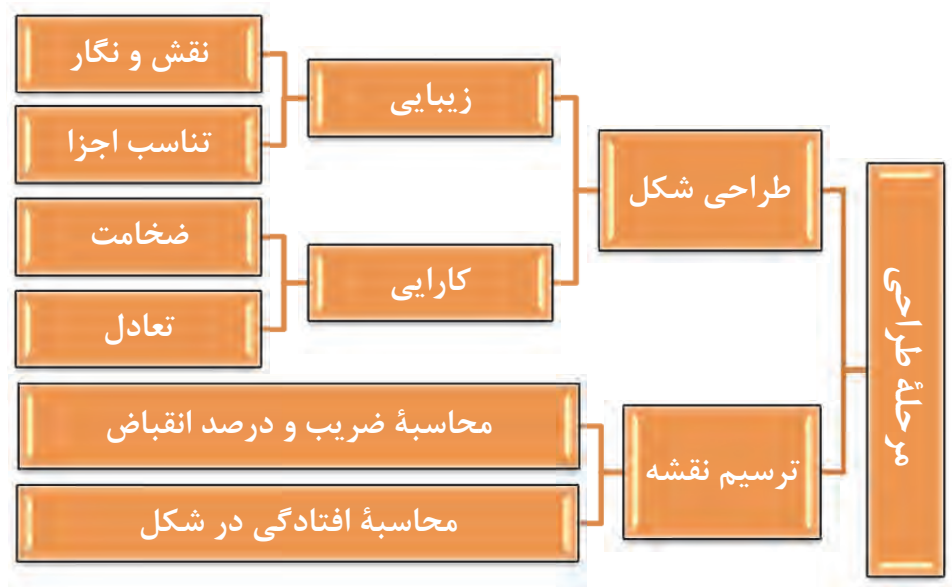 مرحلهٔ طراحی
طراحی شکل
زیبایی
نقش و نگار
تناسب اجزا
کارایی
ضخامت
تعادل
ترسیم نقشه
محاسبهٔ ضریب و درصد انقباض
محاسبهٔ افتادگی در شکل